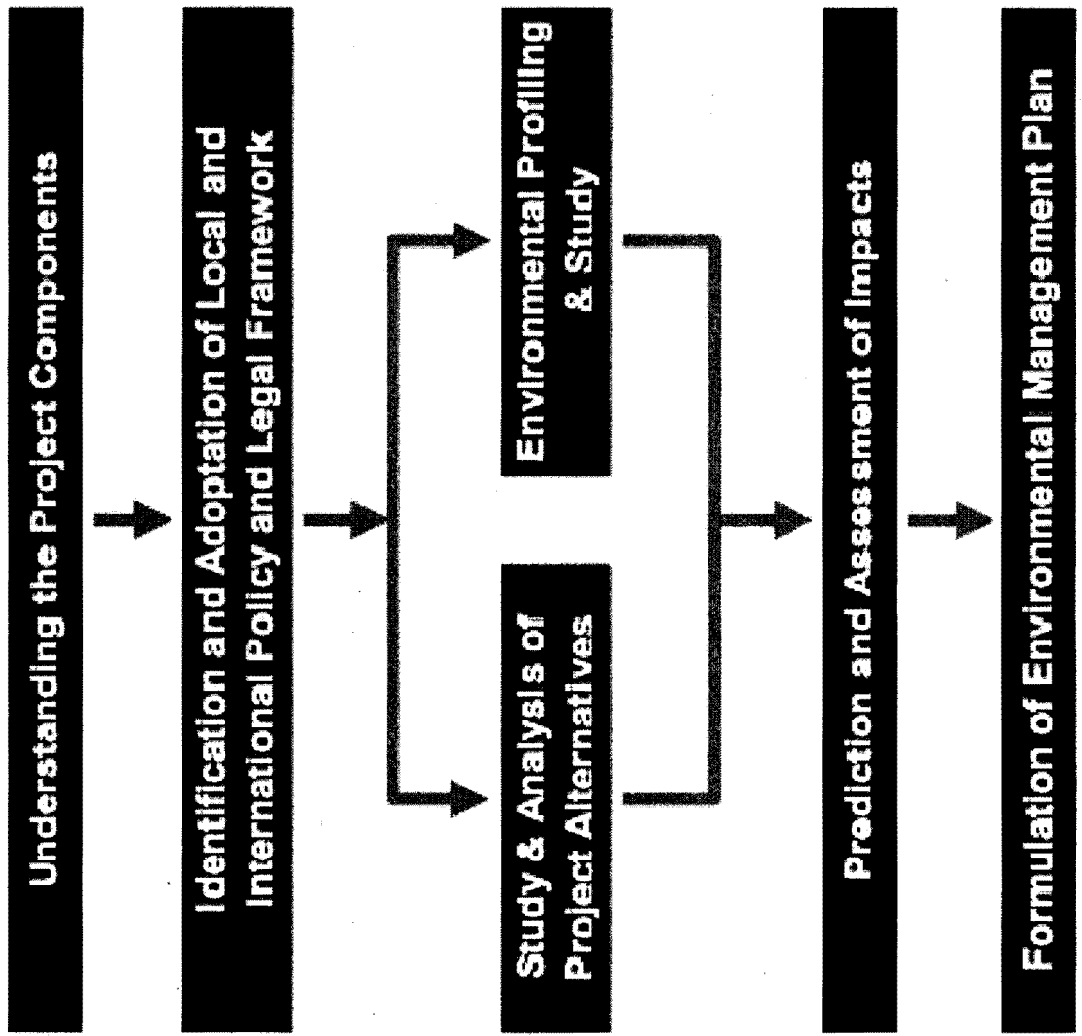 Understanding the Project Components
Identification and Adoptation of Local and
International Policy and Legal Framework
Study & Analysis of
Project Alternatives
Environmental Profiling
& Study
Prediction and Assessment of Impacts
Formulation of Environmental Management Plan